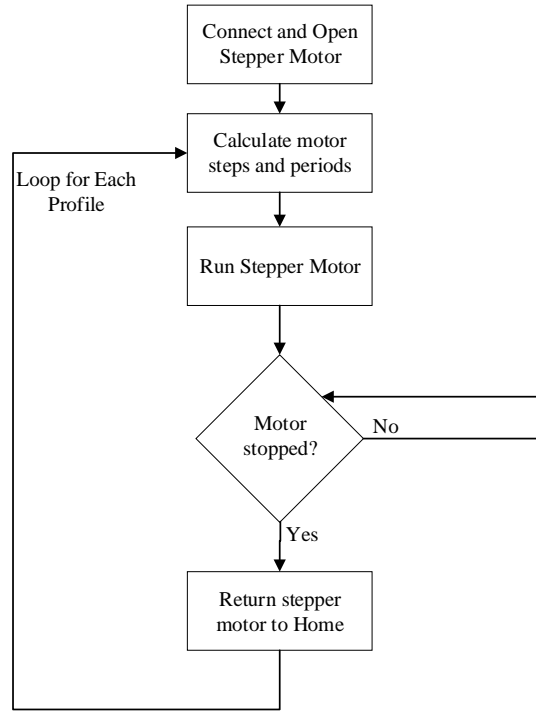 Connect and Open
Stepper Motor
Calculate motor
steps and periods
Loop for Each
Profile
Run Stepper Motor
Motor
stopped?
No
Yes
Return stepper
motor to Home